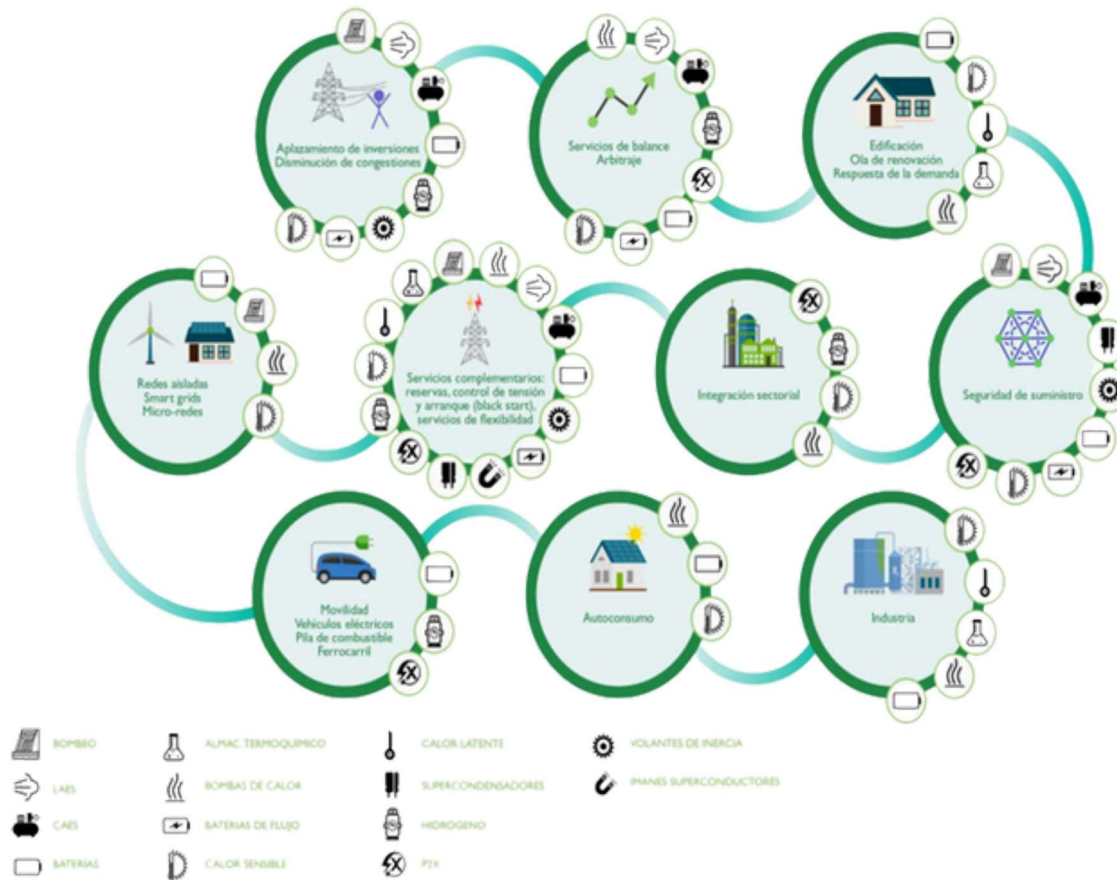 Aplazamiento de inversiones
Disminución de congestiones
Servicios de balance
Arbitraje
Edificación
Ola de renovación
Respuesta de la demanda
Redes aisladas
Smart grids
Micro-redes
Servicios complementarios:
reservas, control de tensión
y arranque (black start),
servicios de flexibilidad
Integración sectorial
Seguridad de suministro
Movilidad
Vehículos eléctricos
Pila de combustible
Ferrocarril
Autoconsumo
Industria
BOMBEO
LAES
CAES
BATERIAS
ALMAC. TERMOQUIMICO
BOMBAS DE CALOR
BATERIAS DE FLUJO
CALOR SENSIBLE
CALOR LATENTE
SUPERCONDENSADORES
HIDROGENO
P2X
VOLANTES DE INERCIA
IMANES SUPERCONDUCTORES